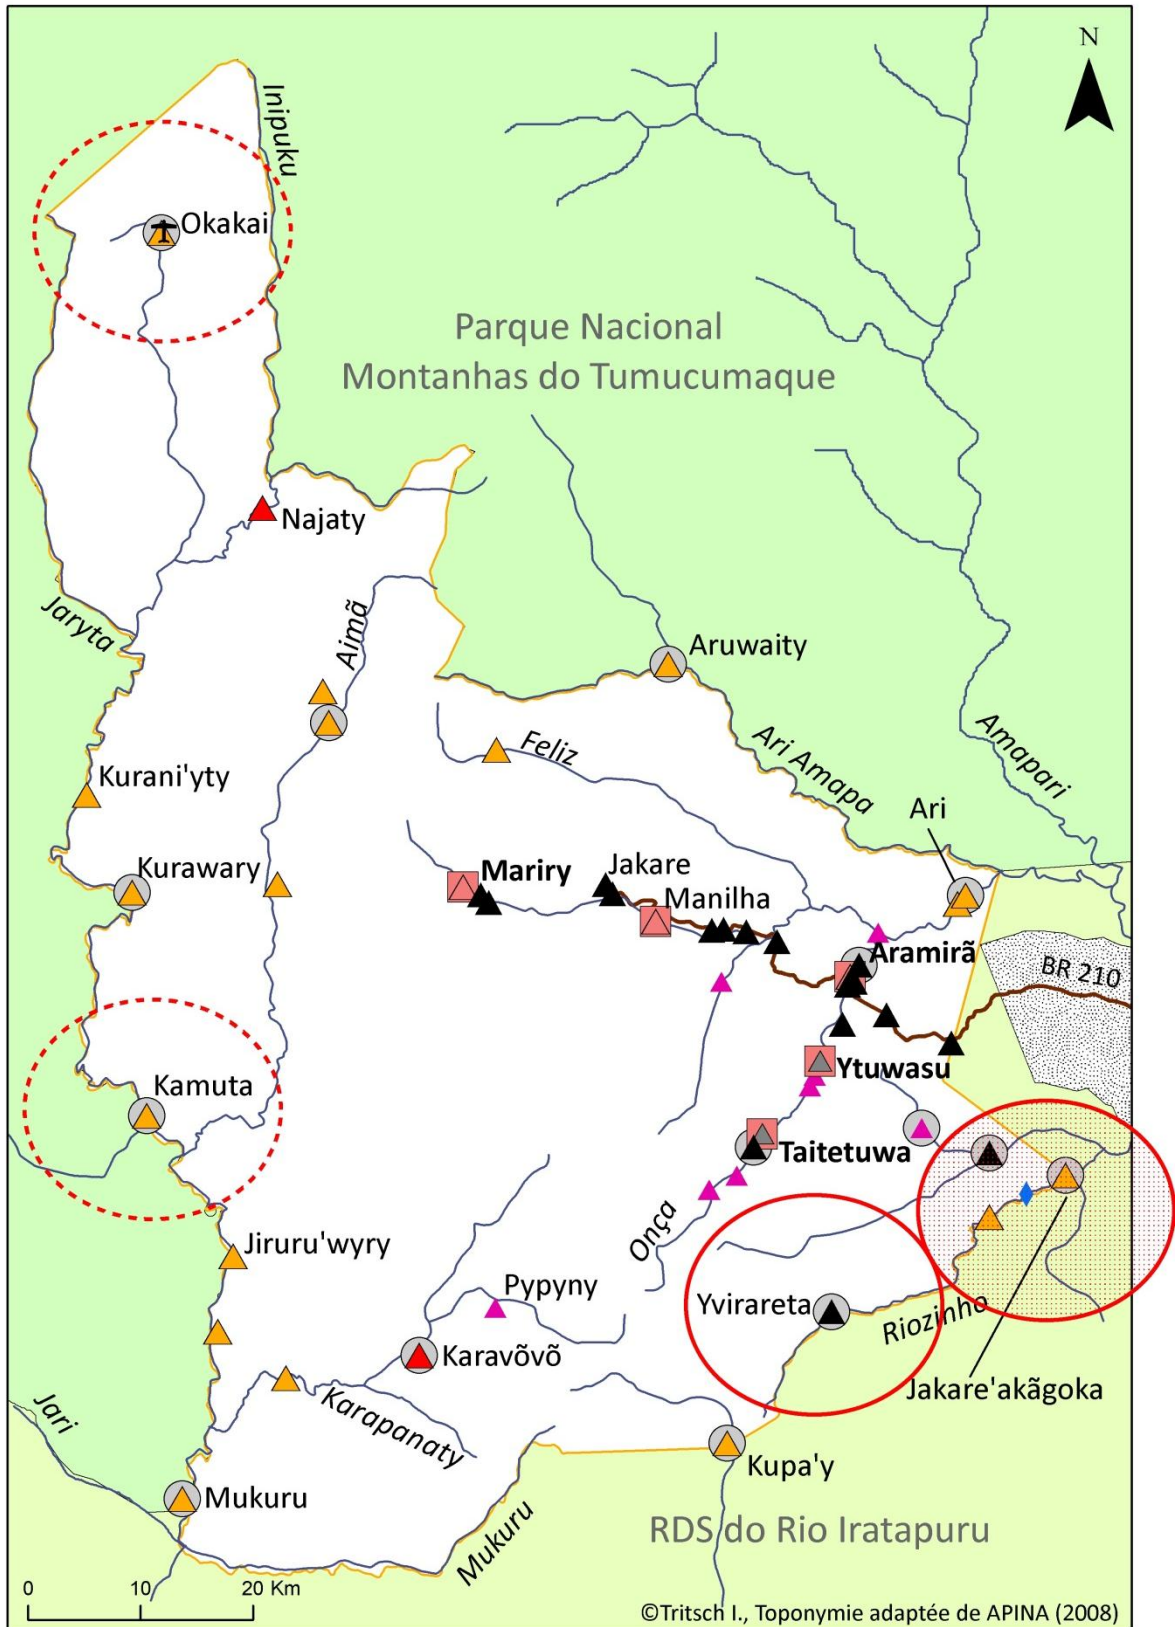 N
Inipuku
Okakai
Parque Nacional
Montanhas do Tumucumaque
Najaty
Jaryta
Aimã
Aruwaity
Feliz
Ari Amapa
Amapari
Kurani'yty
Ari
Kurawary
Mariry
Jakare
Manilha
Aramirã
BR 210
Ytuwasu
Kamuta
Taitetuwa
Onça
Jiruru'wyry
Pypyny
Yvirareta
Riozinho
Karavõvõ
Jakare'akãgoka
Karapanaty
Jari
Kupa'y
Mukuru
Mukuru
RDS do Rio Iratapuru
0 10 20 Km
©Tritsch I., Toponymie adaptée de APINA (2008)